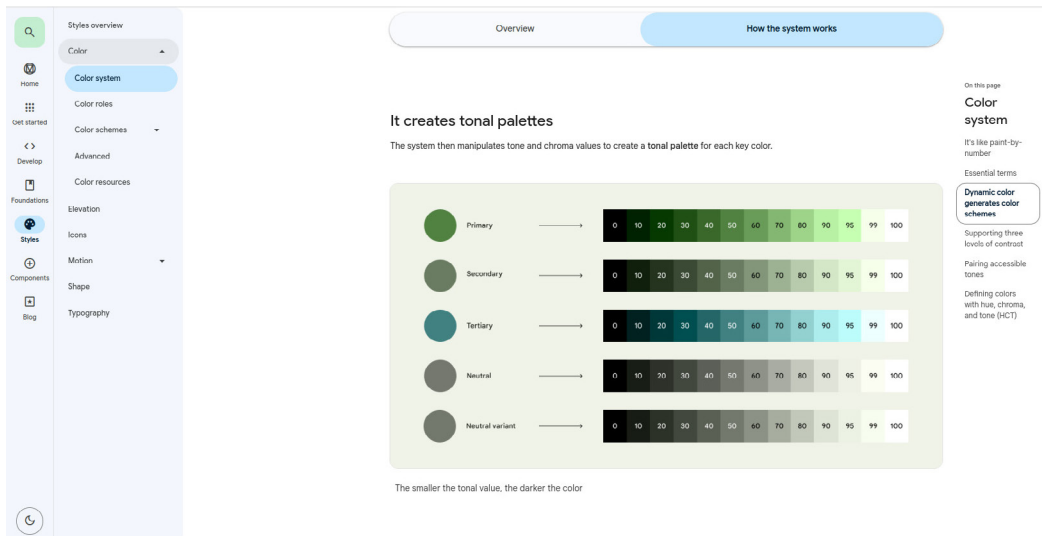 Home
Get started
Develop
Foundations
Styles
Components
Blog
Styles overview
Color
Color system
Color roles
Color schemes
Advanced
Color resources
Elevation
Icons
Motion
Shape
Typography
Overview
How the system works
It creates tonal palettes
The system then manipulates tone and chroma values to create a tonal palette for each key color.
Primary 0 10 20 30 40 50 60 70 80 90 95 99 100
Secondary 0 10 20 30 40 50 60 70 80 90 95 99 100
Tertiary 0 10 20 30 40 50 60 70 80 90 95 99 100
Neutral 0 10 20 30 40 50 60 70 80 90 95 99 100
Neutral variant 0 10 20 30 40 50 60 70 80 90 95 99 100
The smaller the tonal value, the darker the color
On this page
Color
system
It's like paint-by-
number
Essential terms
Dynamic color
generates color
schemes
Supporting three
levels of contrast
Pairing accessible
tones
Defining colors
with hue, chroma,
and tone (HCT)